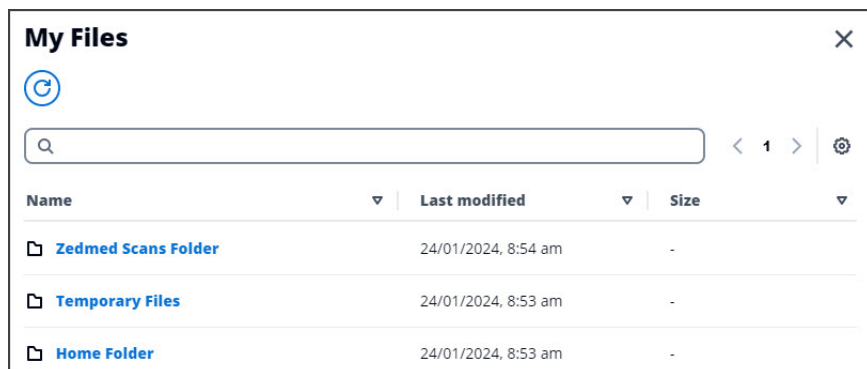 My Files
1
Name Last modified Size
Zedmed Scans Folder 24/01/2024, 8:54 am -
Temporary Files 24/01/2024, 8:53 am -
Home Folder 24/01/2024, 8:53 am -